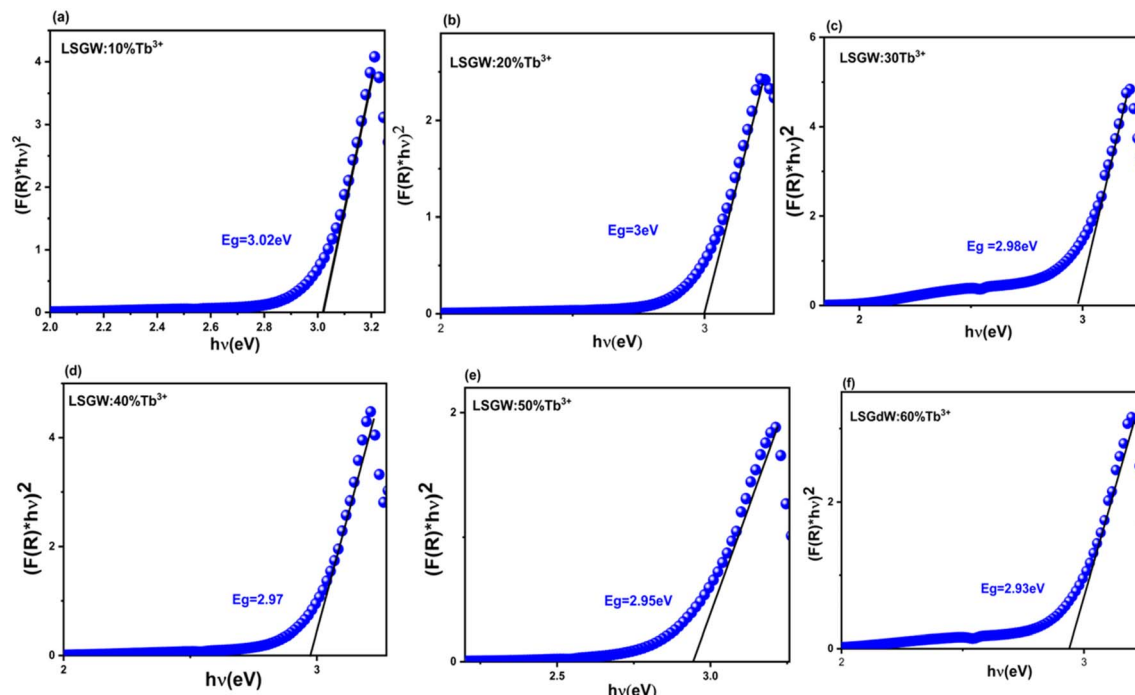 (a)
LSGW:10%Tb³⁺
(F(R)*hν)²
Eg=3.02eV
4
3
2
1
0
2.0 2.2 2.4 2.6 2.8 3.0 3.2
hν(eV)
(b)
LSGW:20%Tb³⁺
(F(R)*hν)²
Eg=3eV
2
1
0
2 3
hν(eV)
(c)
LSGW:30Tb³⁺
(F(R)*hν)²
Eg =2.98eV
6
4
2
0
2 3
hν(eV)
(d)
LSGW:40%Tb³⁺
(F(R)*hν)²
Eg=2.97
4
2
0
2 3
hν(eV)
(e)
LSGW:50%Tb³⁺
(F(R)*hν)²
Eg=2.95eV
2
1
0
2.5 3.0
hν(eV)
(f)
LSGdW:60%Tb³⁺
(F(R)*hν)²
Eg=2.93eV
2
0
2 3
hν(eV)